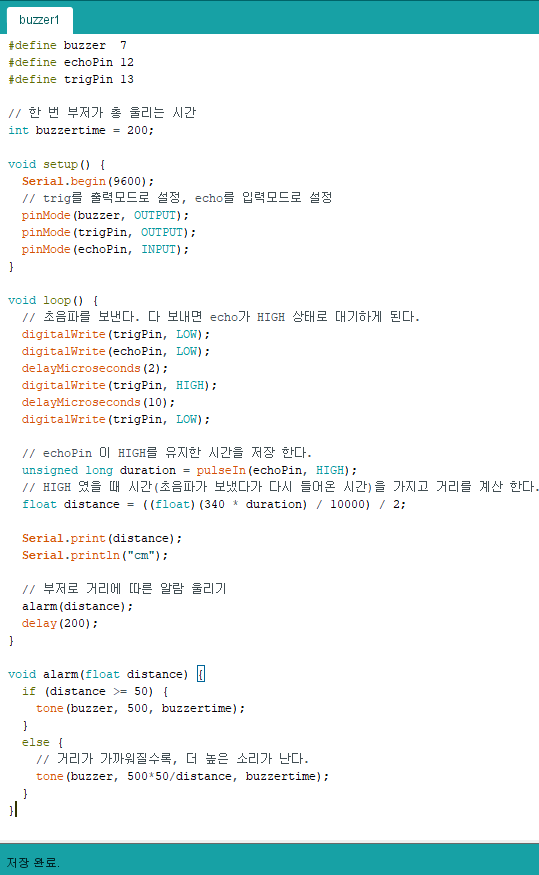 buzzer1
#define buzzer  7
#define echoPin 12
#define trigPin 13

// 한 번 부저가 총 울리는 시간
int buzzertime = 200;

void setup() {
  Serial.begin(9600);
  // trig를 출력모드로 설정, echo를 입력모드로 설정
  pinMode(buzzer, OUTPUT);
  pinMode(trigPin, OUTPUT);
  pinMode(echoPin, INPUT);
}

void loop() {
  // 초음파를 보낸다. 다 보내면 echo가 HIGH 상태로 대기하게 된다.
  digitalWrite(trigPin, LOW);
  digitalWrite(echoPin, LOW);
  delayMicroseconds(2);
  digitalWrite(trigPin, HIGH);
  delayMicroseconds(10);
  digitalWrite(trigPin, LOW);

  // echoPin 이 HIGH를 유지한 시간을 저장 한다.
  unsigned long duration = pulseIn(echoPin, HIGH);
  // HIGH 였을 때 시간(초음파가 보냈다가 다시 들어온 시간)을 가지고 거리를 계산 한다.
  float distance = ((float)(340 * duration) / 10000) / 2;

  Serial.print(distance);
  Serial.println("cm");

  // 부저로 거리에 따른 알람 울리기
  alarm(distance);
  delay(200);
}

void alarm(float distance) {
  if (distance >= 50) {
    tone(buzzer, 500, buzzertime);
  }
  else {
    // 거리가 가까워질수록, 더 높은 소리가 난다.
    tone(buzzer, 500*50/distance, buzzertime);
  }
}
저장 완료.